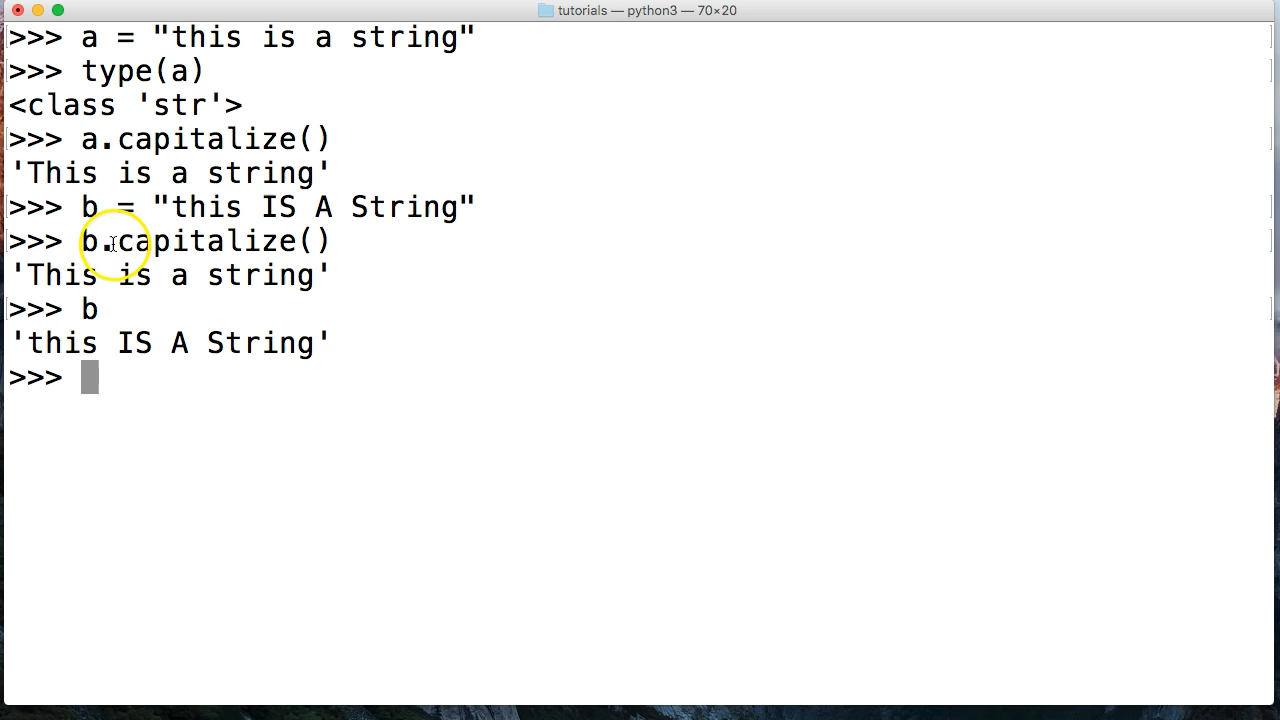 tutorials — python3 — 70×20
>>> a = "this is a string"
>>> type(a)
<class 'str'>
>>> a.capitalize()
'This is a string'
>>> b = "this IS A String"
>>> b.capitalize()
'This is a string'
>>> b
'this IS A String'
>>>